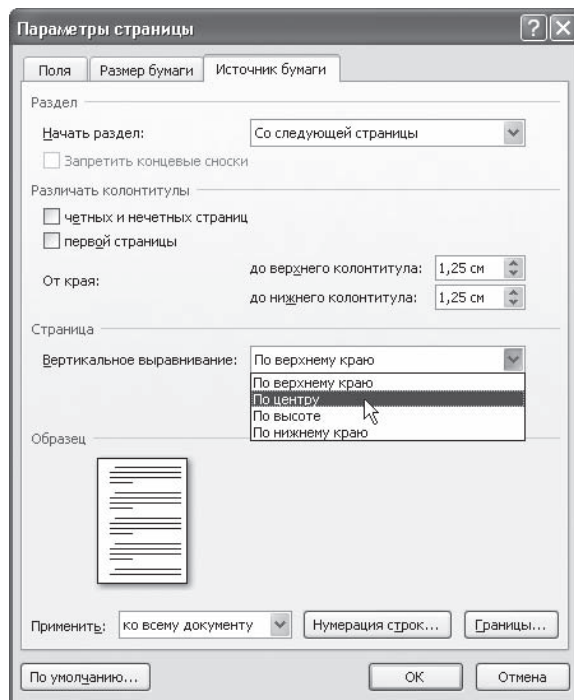 Параметры страницы
Поля Размер бумаги Источник бумаги
Раздел
Начать раздел: Со следующей страницы
Запретить концевые сноски
Различать колонтитулы
четных и нечетных страниц
первой страницы
От края:
до верхнего колонтитула: 1,25 см
до нижнего колонтитула: 1,25 см
Страница
Вертикальное выравнивание: По верхнему краю
По верхнему краю
По центру
По высоте
По нижнему краю
Образец
Применить: ко всему документу Нумерация строк... Границы...
По умолчанию... ОК Отмена